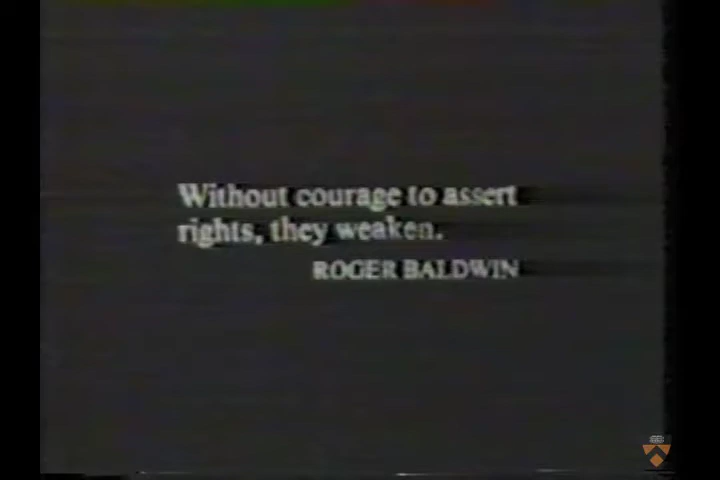 Without courage to assert
rights, they weaken.
ROGER BALDWIN